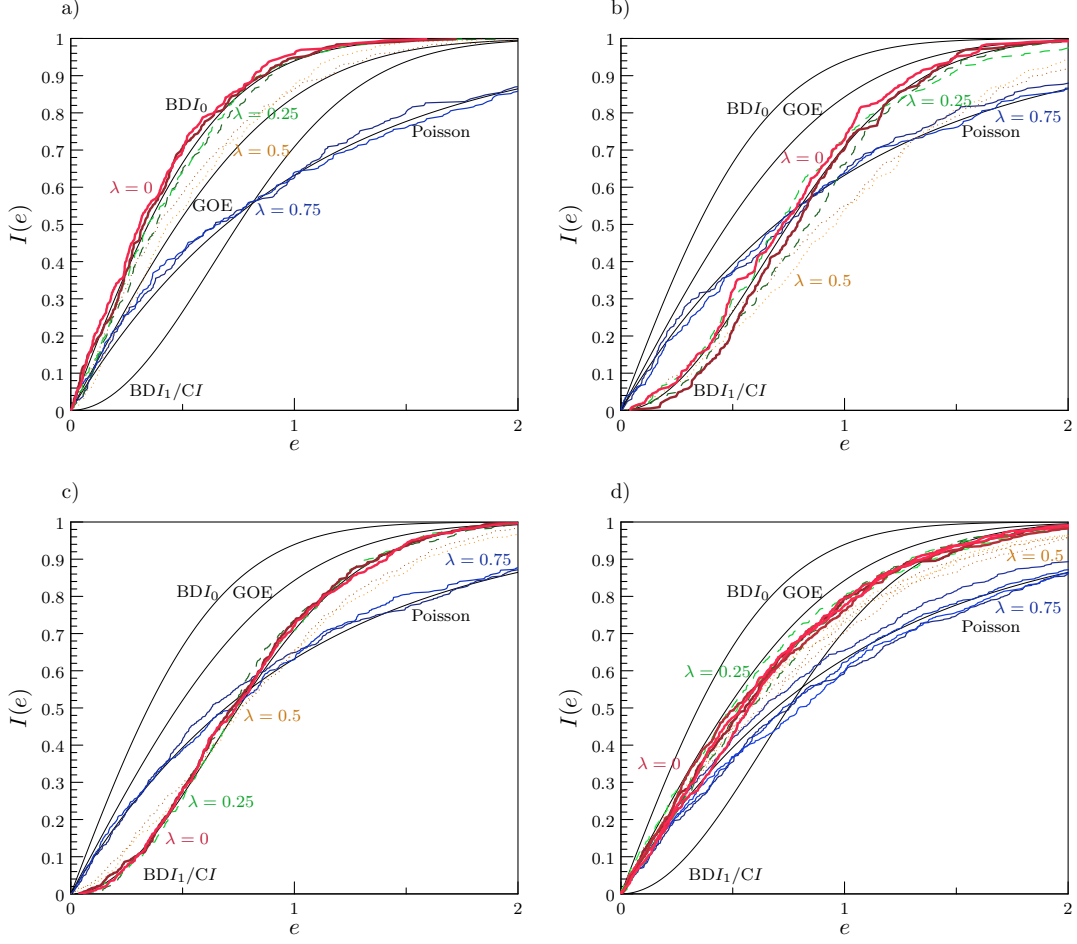 a)
1
0.9
0.8
0.7
0.6
0.5
0.4
0.3
0.2
0.1
0
I(e)
BDI₀
λ = 0.25
λ = 0.5
λ = 0
GOE
λ = 0.75
Poisson
BDI₁/CI
0
1
2
e
b)
1
0.9
0.8
0.7
0.6
0.5
0.4
0.3
0.2
0.1
0
I(e)
BDI₀
GOE
λ = 0.25
λ = 0.75
Poisson
λ = 0
λ = 0.5
BDI₁/CI
0
1
2
e
c)
1
0.9
0.8
0.7
0.6
0.5
0.4
0.3
0.2
0.1
0
I(e)
λ = 0.75
BDI₀
GOE
Poisson
λ = 0.5
λ = 0.25
λ = 0
BDI₁/CI
0
1
2
e
d)
1
0.9
0.8
0.7
0.6
0.5
0.4
0.3
0.2
0.1
0
I(e)
λ = 0.5
BDI₀
GOE
λ = 0.75
Poisson
λ = 0.25
λ = 0
BDI₁/CI
0
1
2
e